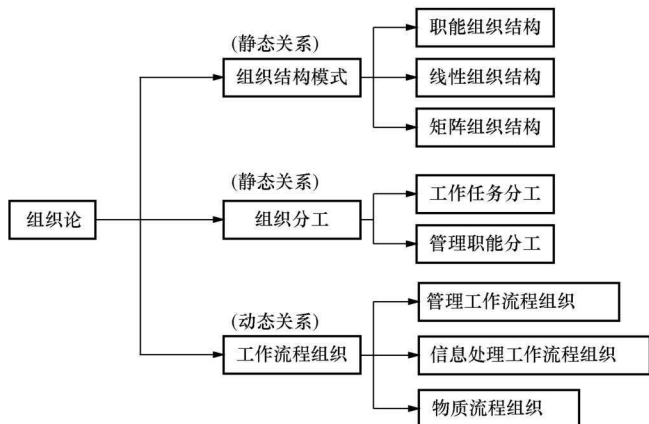 组织论
(静态关系)
组织结构模式
职能组织结构
线性组织结构
矩阵组织结构
(静态关系)
组织分工
工作任务分工
管理职能分工
(动态关系)
工作流程组织
管理工作流程组织
信息处理工作流程组织
物质流程组织